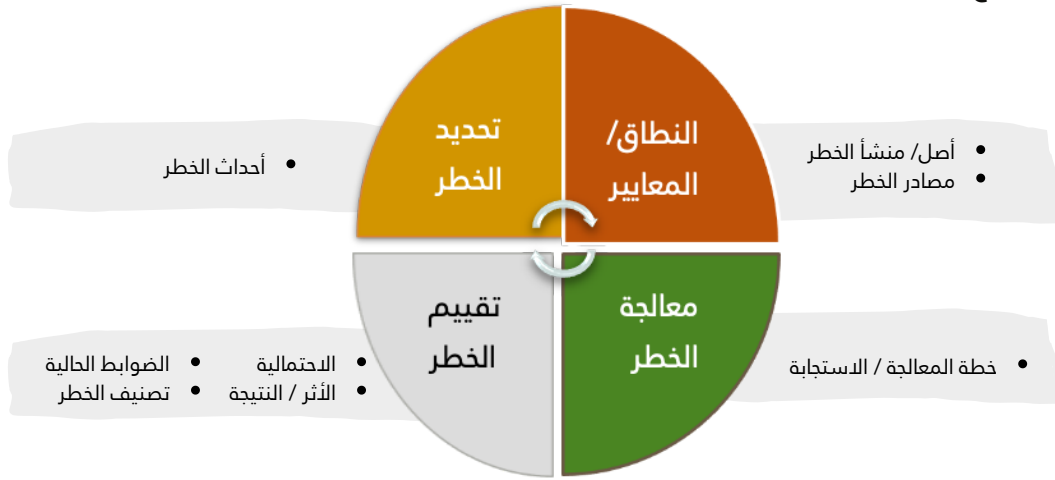 النطاق/
المعايير
• أصل/ منشأ الخطر
• مصادر الخطر
تحديد
الخطر
• أحداث الخطر
تقييم
الخطر
• الاحتمالية
• الأثر / النتيجة
• الضوابط الحالية
• تصنيف الخطر
معالجة
الخطر
• خطة المعالجة / الاستجابة